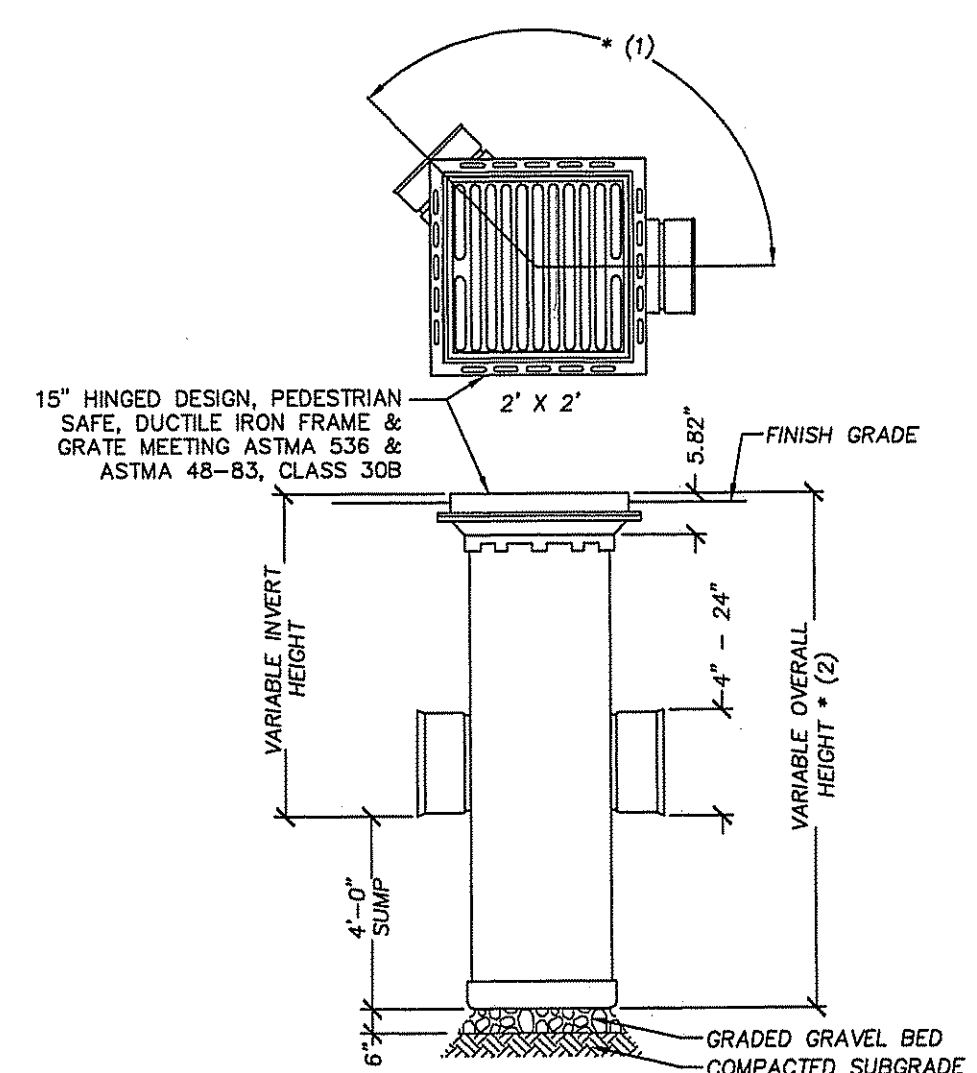 * (1)
15" HINGED DESIGN, PEDESTRIAN
SAFE, DUCTILE IRON FRAME &
GRATE MEETING ASTMA 536 &
ASTMA 48-83, CLASS 30B
2' X 2'
5.82"
FINISH GRADE
VARIABLE INVERT
HEIGHT
4" - 24"
VARIABLE OVERALL
HEIGHT * (2)
4'-0"
SUMP
6"
GRADED GRAVEL BED
COMPACTED SUBGRADE